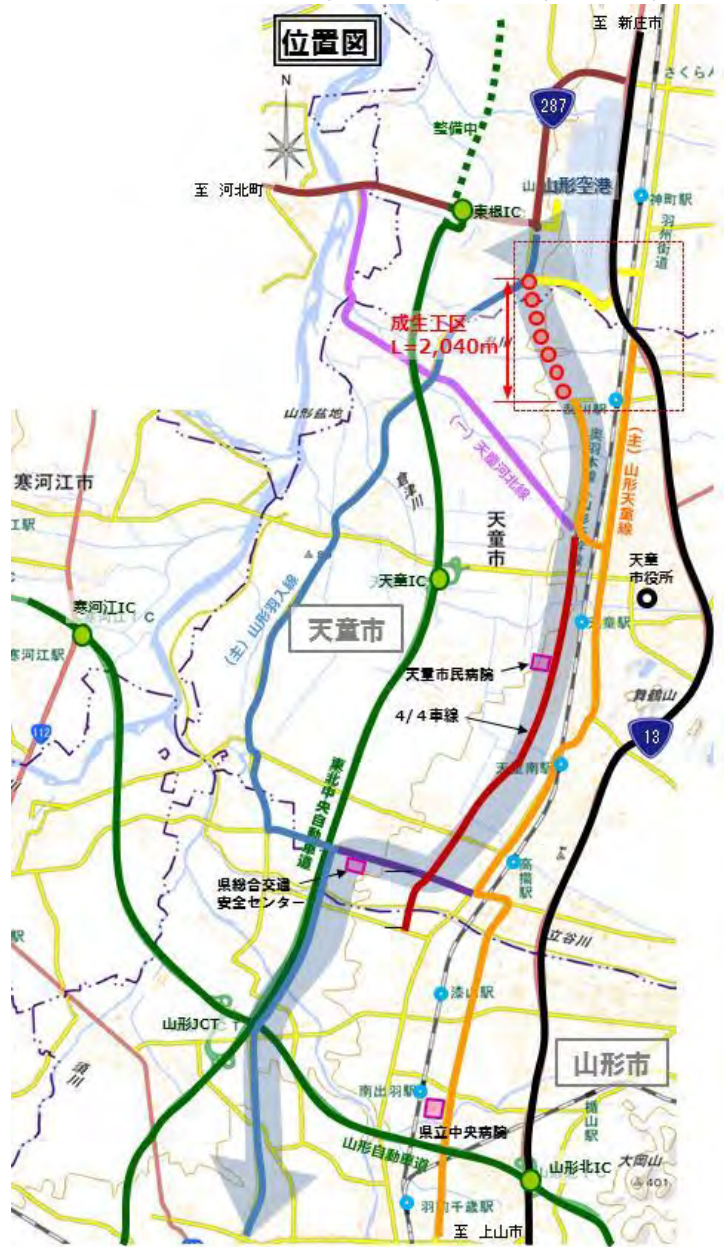 位置図
至 新庄市
N
287
さくらん
整備中
至 河北町
山形空港
神町駅
東根IC
羽州街道
成生工区
L=2,040m
山形盆地
(一)天童河北線
(主)山形天童線
奥羽本線
倉津川
寒河江市
天童市
江駅
天童IC
天童
市役所
寒河江IC
(主)山形羽入線
天童市
天童駅
寒河江駅
天童市民病院
舞鶴山
4/4車線
112
13
天童南駅
東北中央自動車道
県総合交通
安全センター
高擶駅
立谷川
駅
漆山駅
山形JCT
須川
山形市
南出羽駅
県立中央病院
楯山駅
山形自動車道
山形北IC
大岡山
401
羽前千歳駅
至 上山市